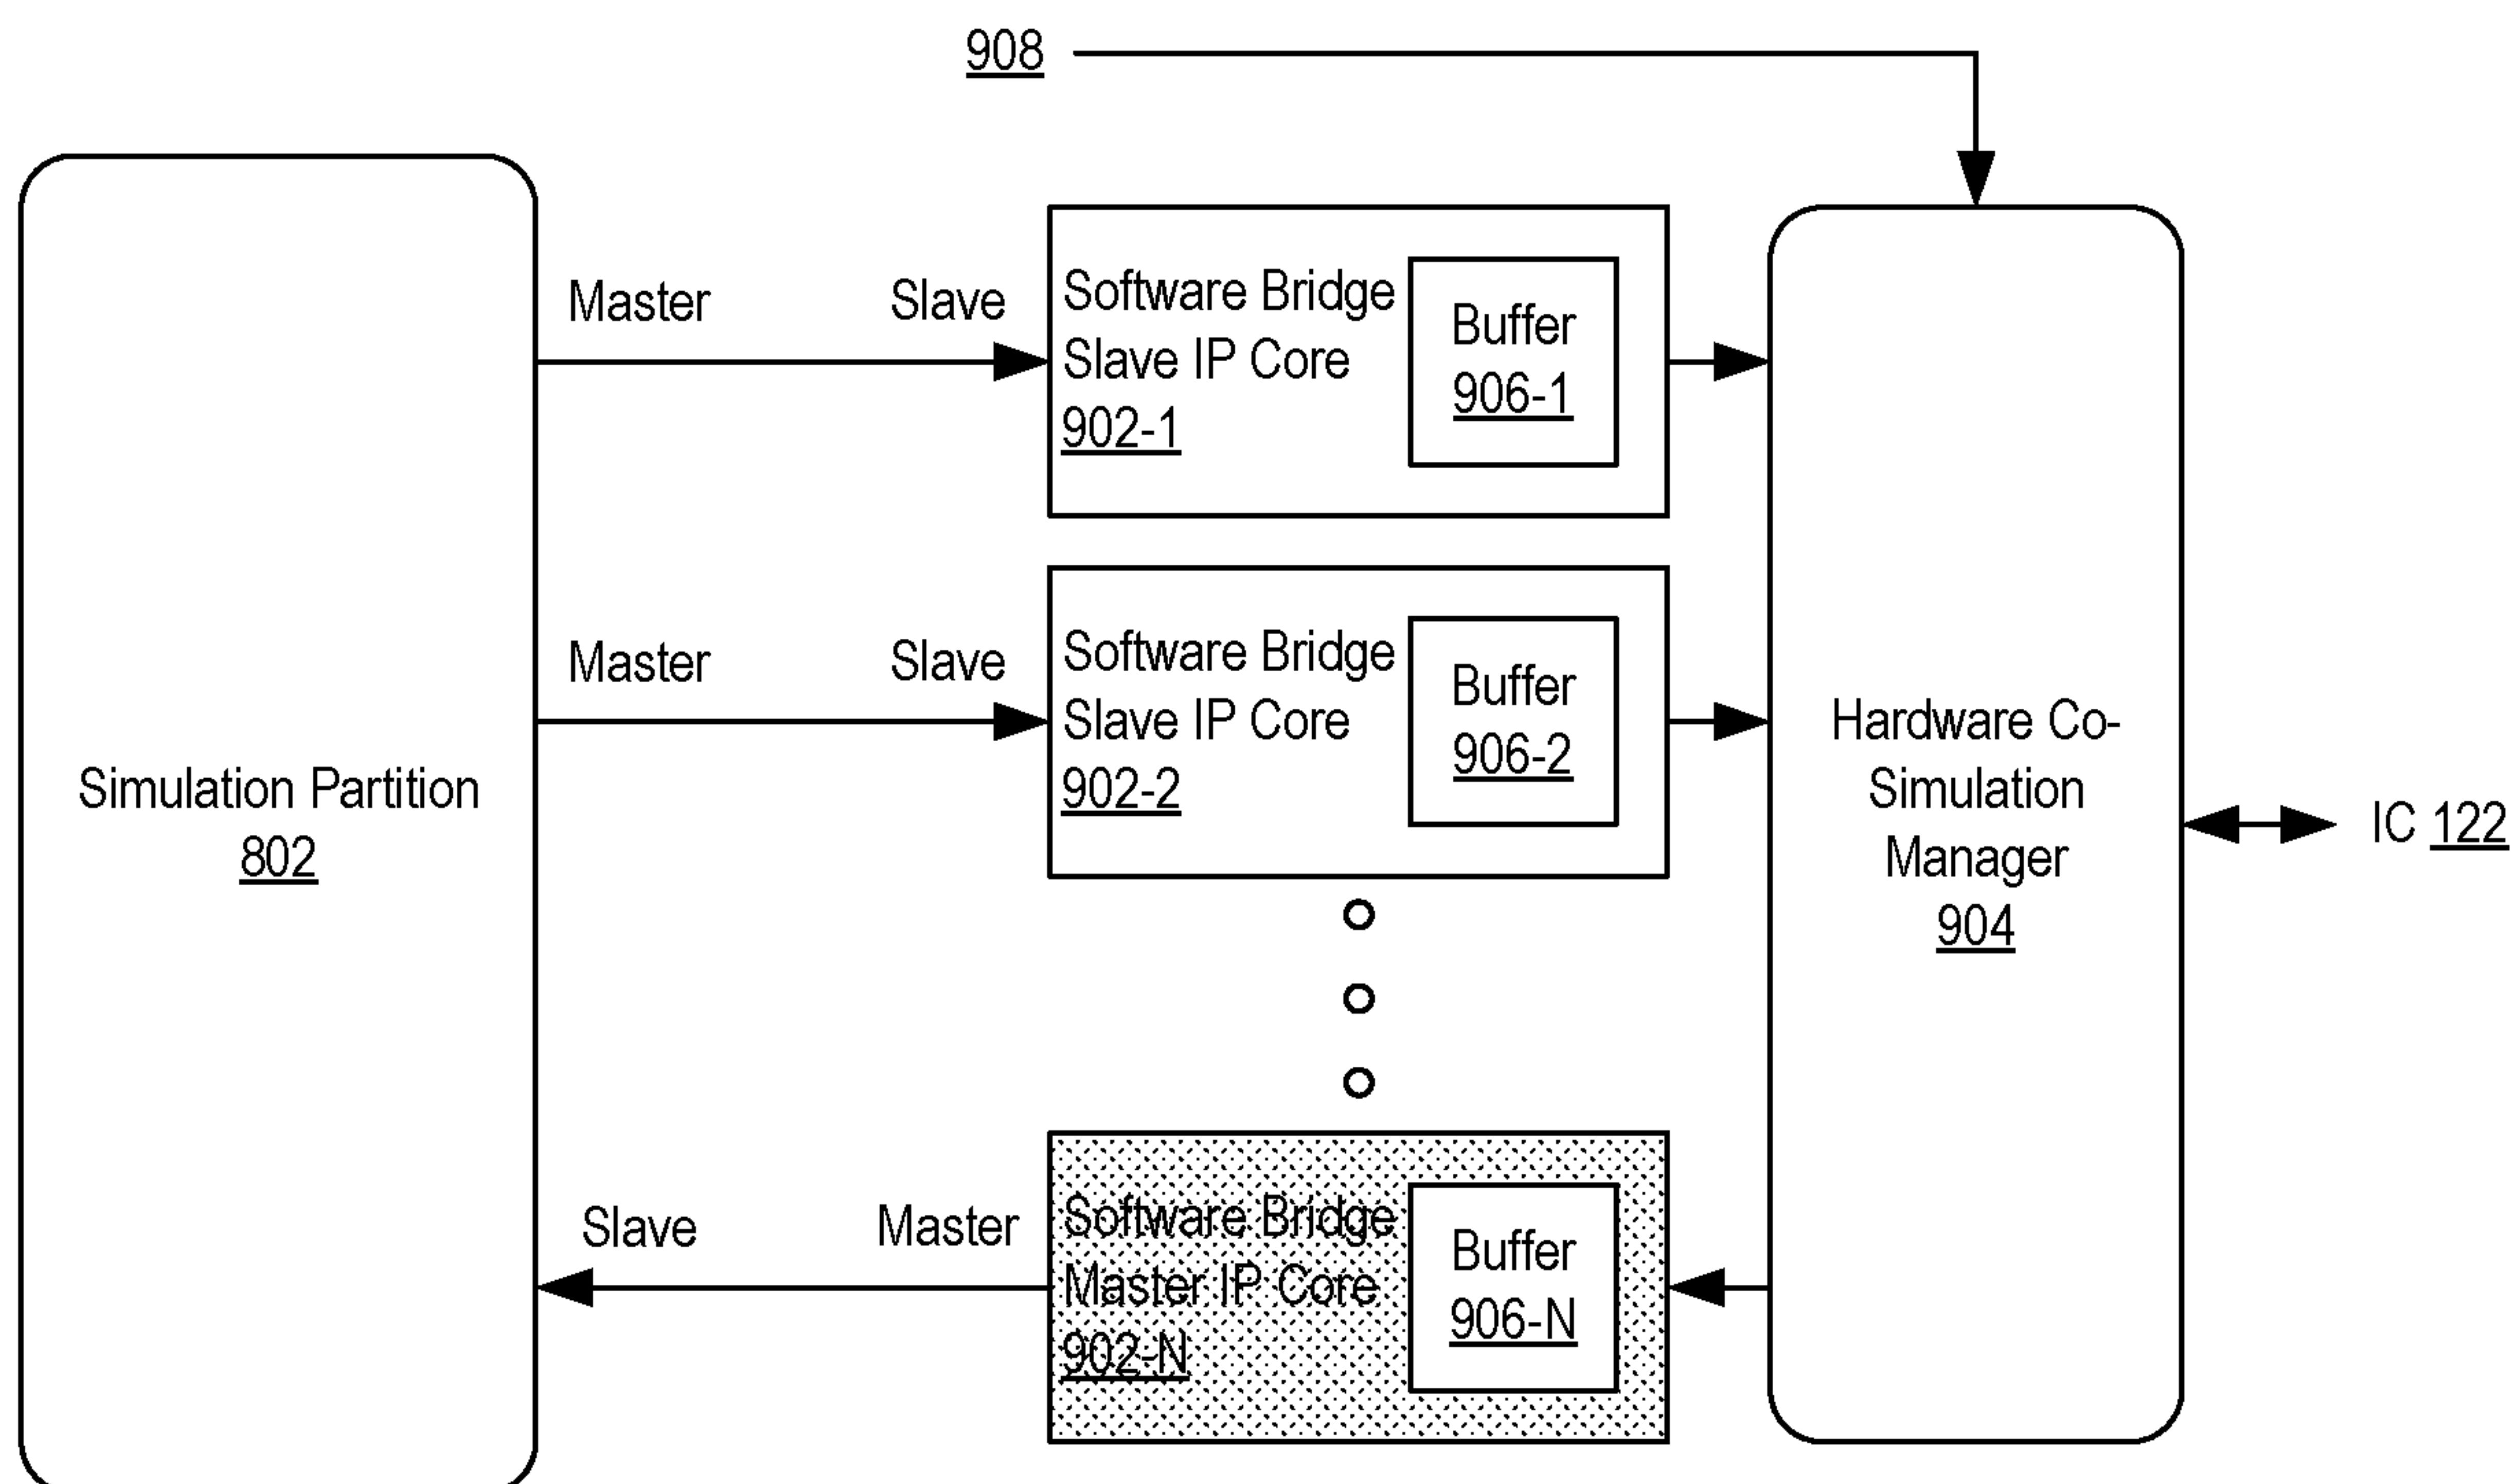 908
Master
Slave
Software Bridge
Slave IP Core
902-1
Buffer
906-1
Master
Slave
Software Bridge
Slave IP Core
902-2
Buffer
906-2
Simulation Partition
802
Hardware Co-
Simulation
Manager
904
IC 122
Slave
Master
Software Bridge
Master IP Core
902-N
Buffer
906-N